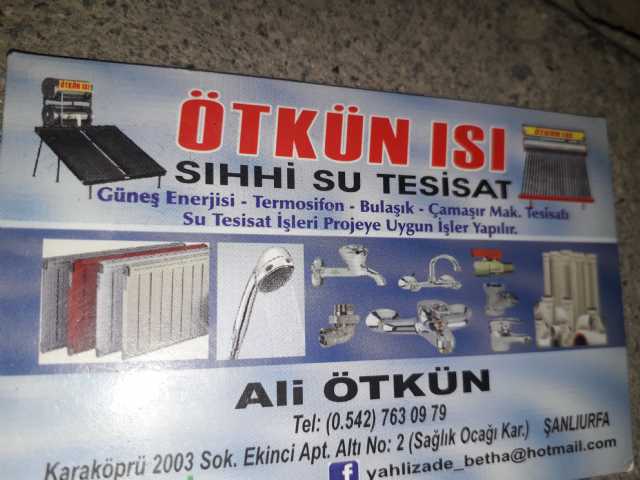 ÖTKÜN ISI
ÖTKÜN ISI
ÖTKÜN ISI
SIHHİ SU TESİSAT
Güneş Enerjisi - Termosifon - Bulaşık - Çamaşır Mak. Tesisatı
Su Tesisat İşleri Projeye Uygun İşler Yapılır.
Ali ÖTKÜN
Tel: (0.542) 763 09 79
Karaköprü 2003 Sok. Ekinci Apt. Altı No: 2 (Sağlık Ocağı Kar.) ŞANLIURFA
f yahlizade_betha@hotmail.com